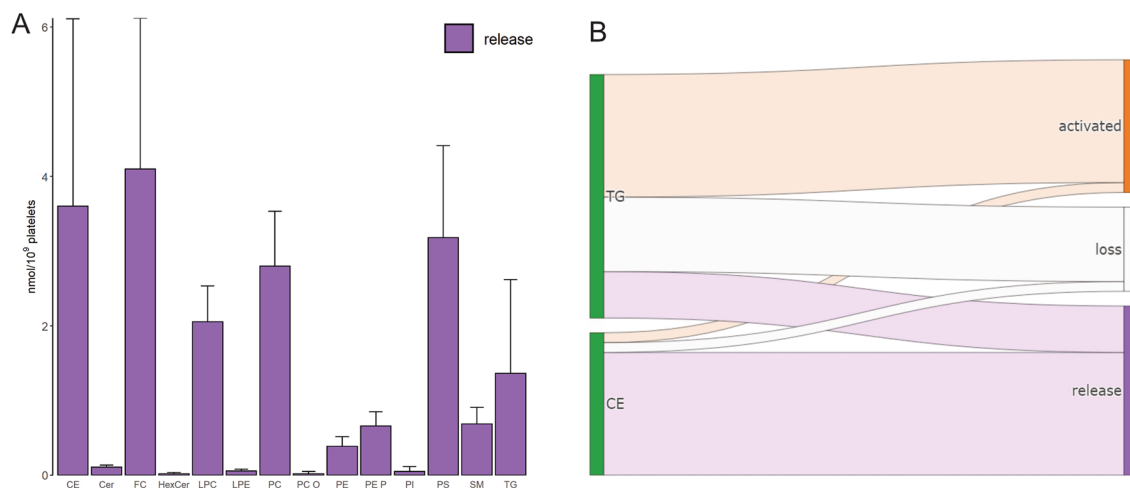 A
release
6
4
2
0
nmol/10⁹ platelets
CE Cer FC HexCer LPC LPE PC PC O PE PE P PI PS SM TG
B
TG
CE
activated
loss
release